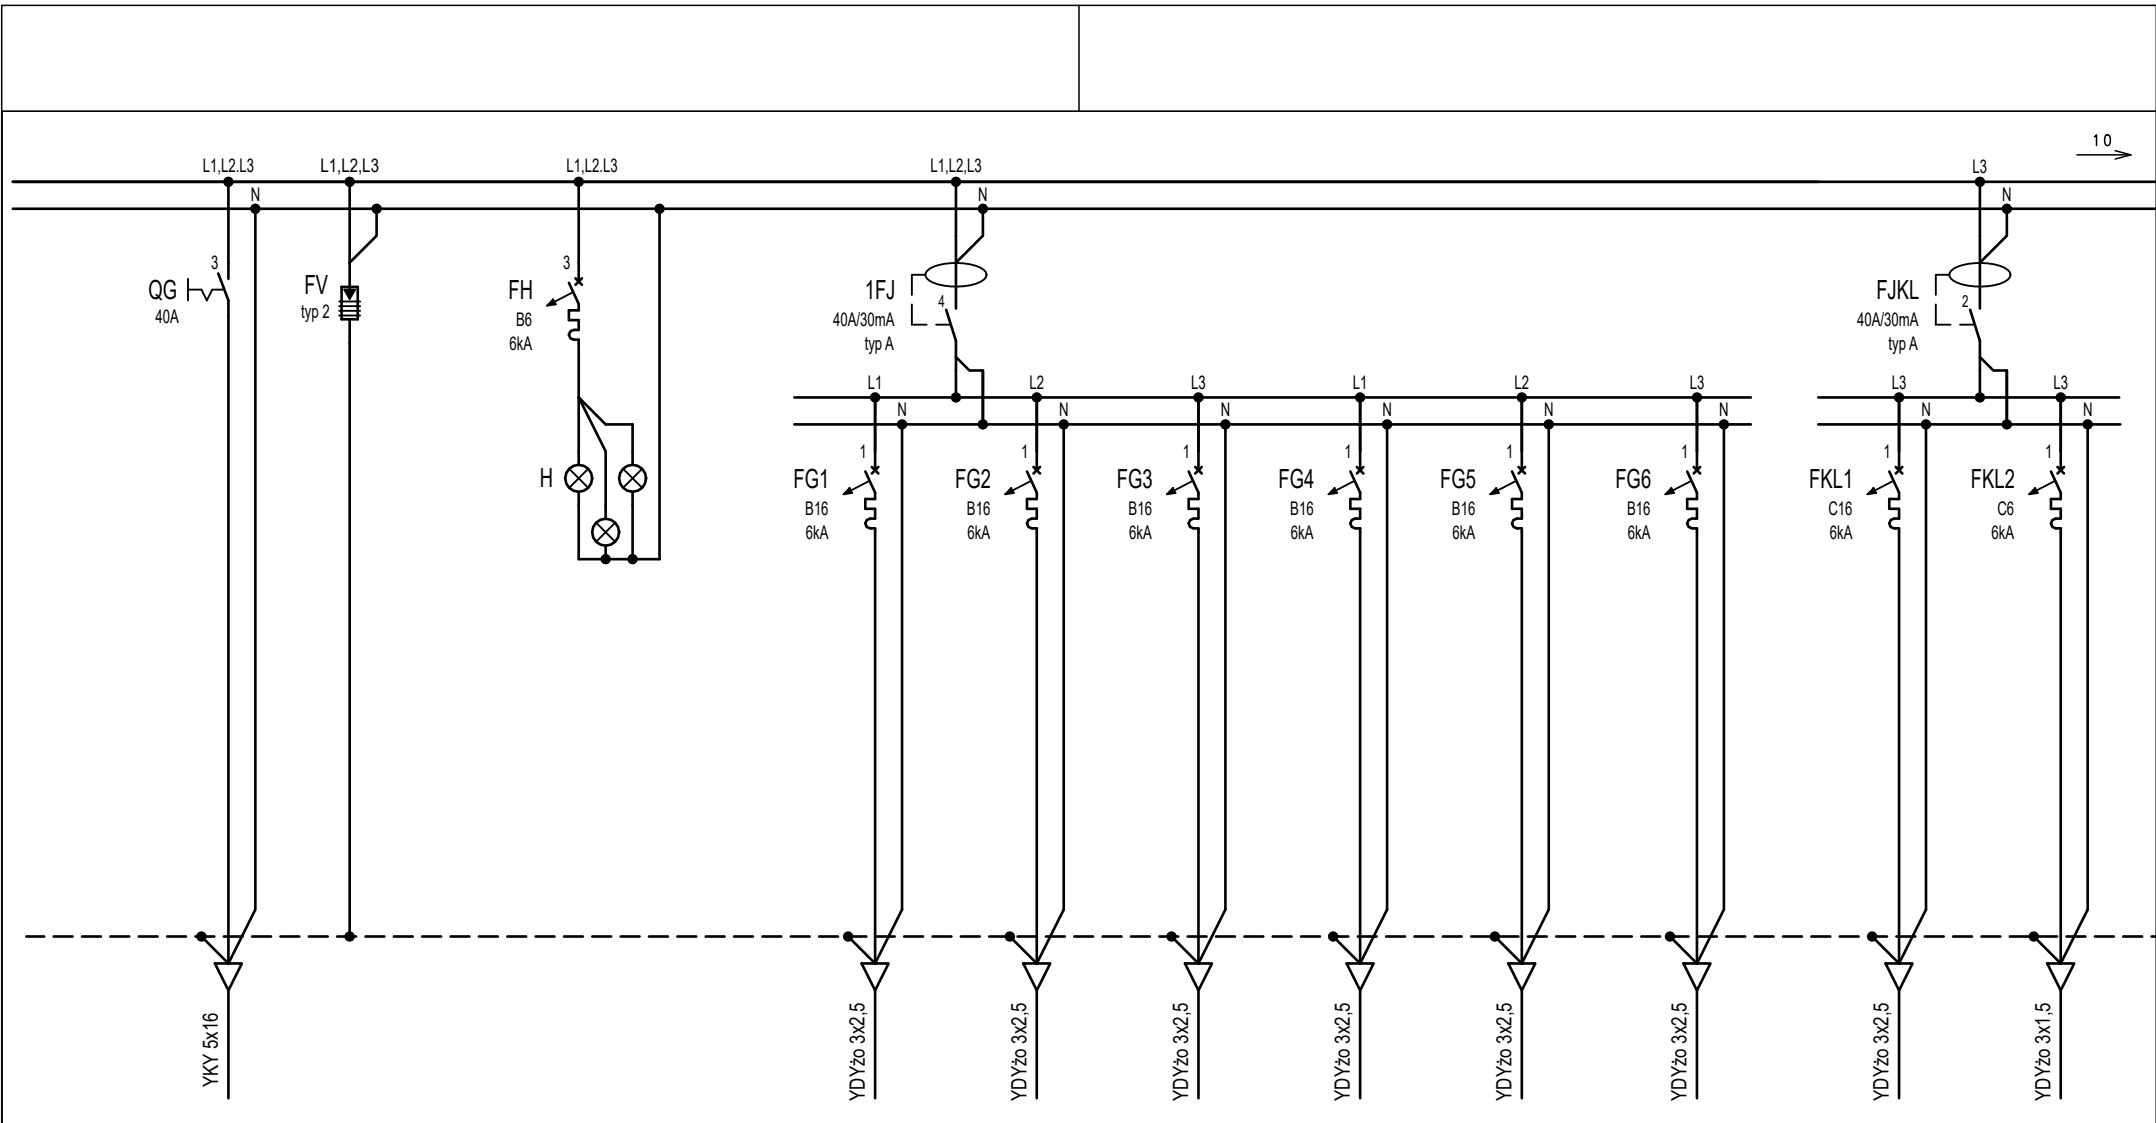 10
L1,L2.L3
L1,L2,L3
L1,L2.L3
L1,L2,L3
L3
N
N
N
3
QG
40A
FV
typ 2
3
FH
B6
6kA
1FJ
4
40A/30mA
typ A
FJKL
2
40A/30mA
typ A
L1
L2
L3
L1
L2
L3
L3
L3
N
N
N
N
N
N
N
N
H
1
FG1
B16
6kA
1
FG2
B16
6kA
1
FG3
B16
6kA
1
FG4
B16
6kA
1
FG5
B16
6kA
1
FG6
B16
6kA
1
FKL1
C16
6kA
1
FKL2
C6
6kA
YKY 5x16
YDYżo 3x2,5
YDYżo 3x2,5
YDYżo 3x2,5
YDYżo 3x2,5
YDYżo 3x2,5
YDYżo 3x2,5
YDYżo 3x2,5
YDYżo 3x1,5